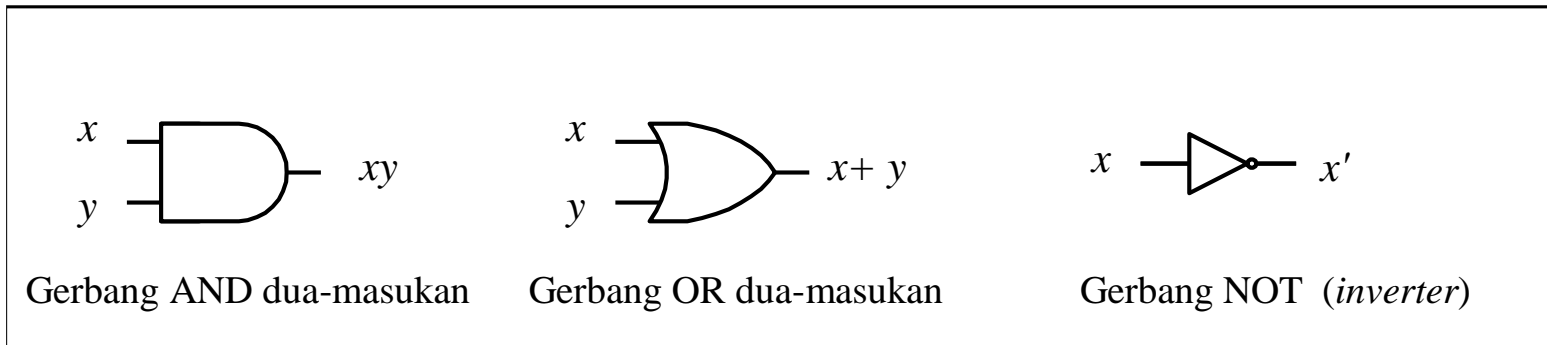 x
y
xy
Gerbang AND dua-masukan
x
y
x+ y
Gerbang OR dua-masukan
x
x'
Gerbang NOT (inverter)